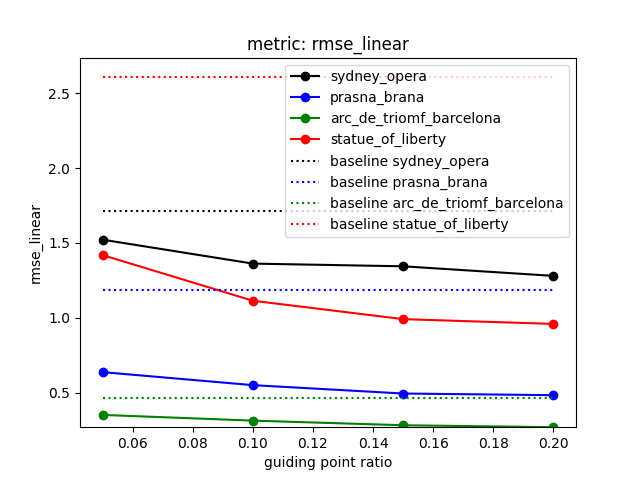 metric: rmse_linear
sydney_opera
prasna_brana
arc_de_triomf_barcelona
statue_of_liberty
baseline sydney_opera
baseline prasna_brana
baseline arc_de_triomf_barcelona
baseline statue_of_liberty
rmse_linear
2.5
2.0
1.5
1.0
0.5
0.06 0.08 0.10 0.12 0.14 0.16 0.18 0.20
guiding point ratio